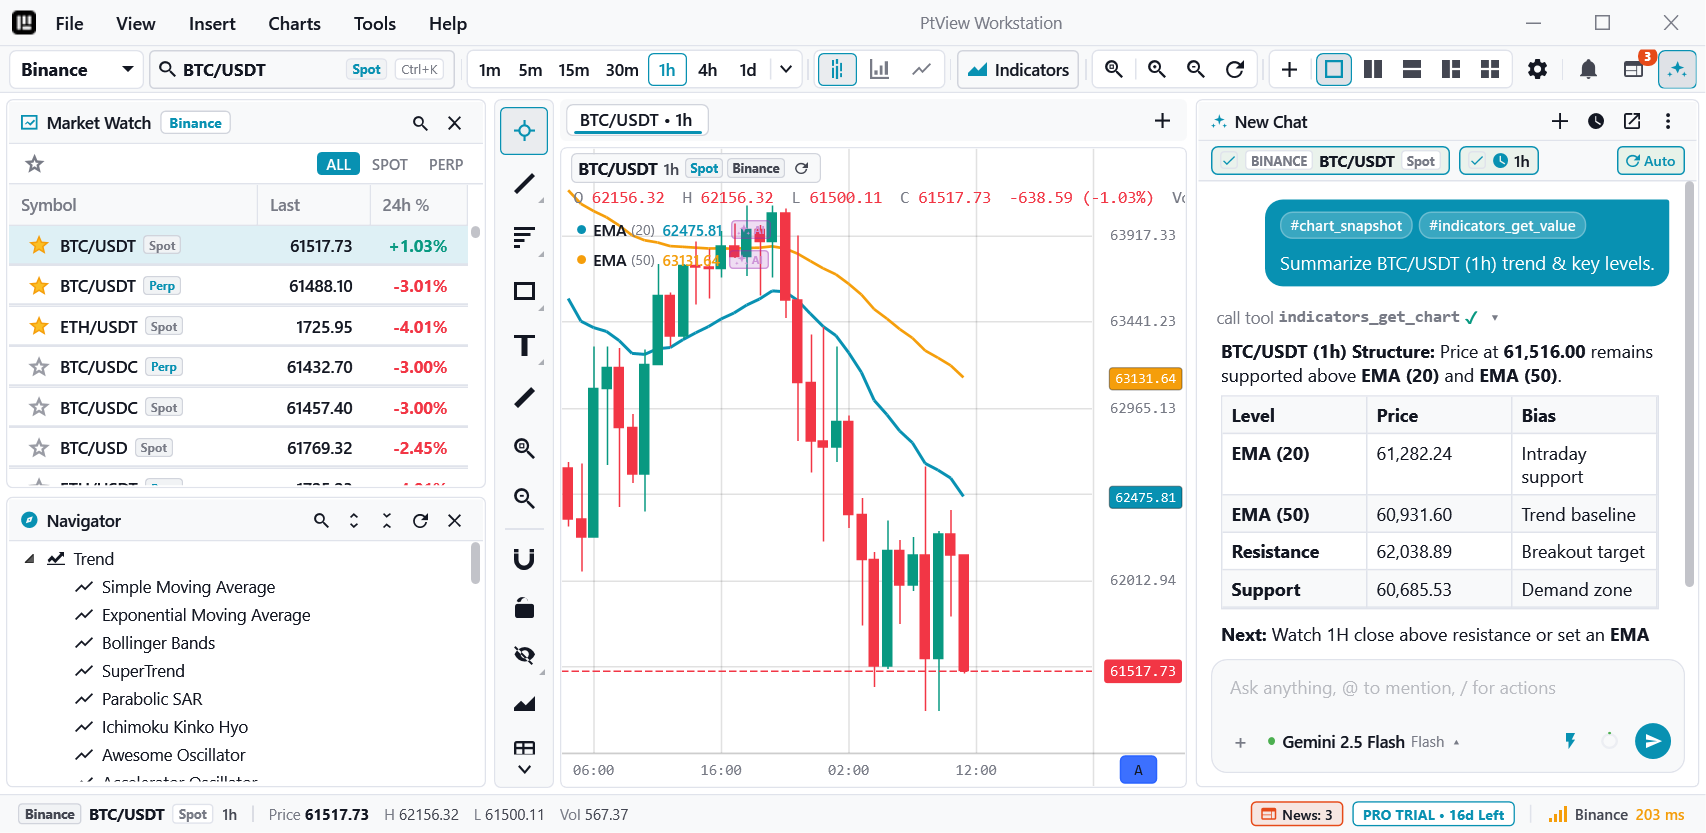 File View Insert Charts Tools Help PtView Workstation
Binance BTC/USDT Spot Ctrl+K 1m 5m 15m 30m 1h 4h 1d Indicators 3
Market Watch Binance
ALL SPOT PERP
Symbol Last 24h %
BTC/USDT Spot 61517.73 +1.03%
BTC/USDT Perp 61488.10 -3.01%
ETH/USDT Spot 1725.95 -4.01%
BTC/USDC Perp 61432.70 -3.00%
BTC/USDC Spot 61457.40 -3.00%
BTC/USD Spot 61769.32 -2.45%
Navigator
Trend
Simple Moving Average
Exponential Moving Average
Bollinger Bands
SuperTrend
Parabolic SAR
Ichimoku Kinko Hyo
Awesome Oscillator
Accelerator Oscillator
T
BTC/USDT • 1h
BTC/USDT 1h Spot Binance
O 62156.32 H 62156.32 L 61500.11 C 61517.73 -638.59 (-1.03%)
EMA (20) 62475.81
EMA (50) 63131.64
63917.33
63441.23
63131.64
62965.13
62475.81
62012.94
61517.73
06:00 16:00 02:00 12:00 A
New Chat
BINANCE BTC/USDT Spot 1h Auto
#chart_snapshot #indicators_get_value
Summarize BTC/USDT (1h) trend & key levels.
call tool indicators_get_chart
BTC/USDT (1h) Structure: Price at 61,516.00 remains
supported above EMA (20) and EMA (50).
Level Price Bias
EMA (20) 61,282.24 Intraday
support
EMA (50) 60,931.60 Trend baseline
Resistance 62,038.89 Breakout target
Support 60,685.53 Demand zone
Next: Watch 1H close above resistance or set an EMA
Ask anything, @ to mention, / for actions
Gemini 2.5 Flash Flash
Binance BTC/USDT Spot 1h Price 61517.73 H 62156.32 L 61500.11 Vol 567.37 News: 3 PRO TRIAL • 16d Left Binance 203 ms